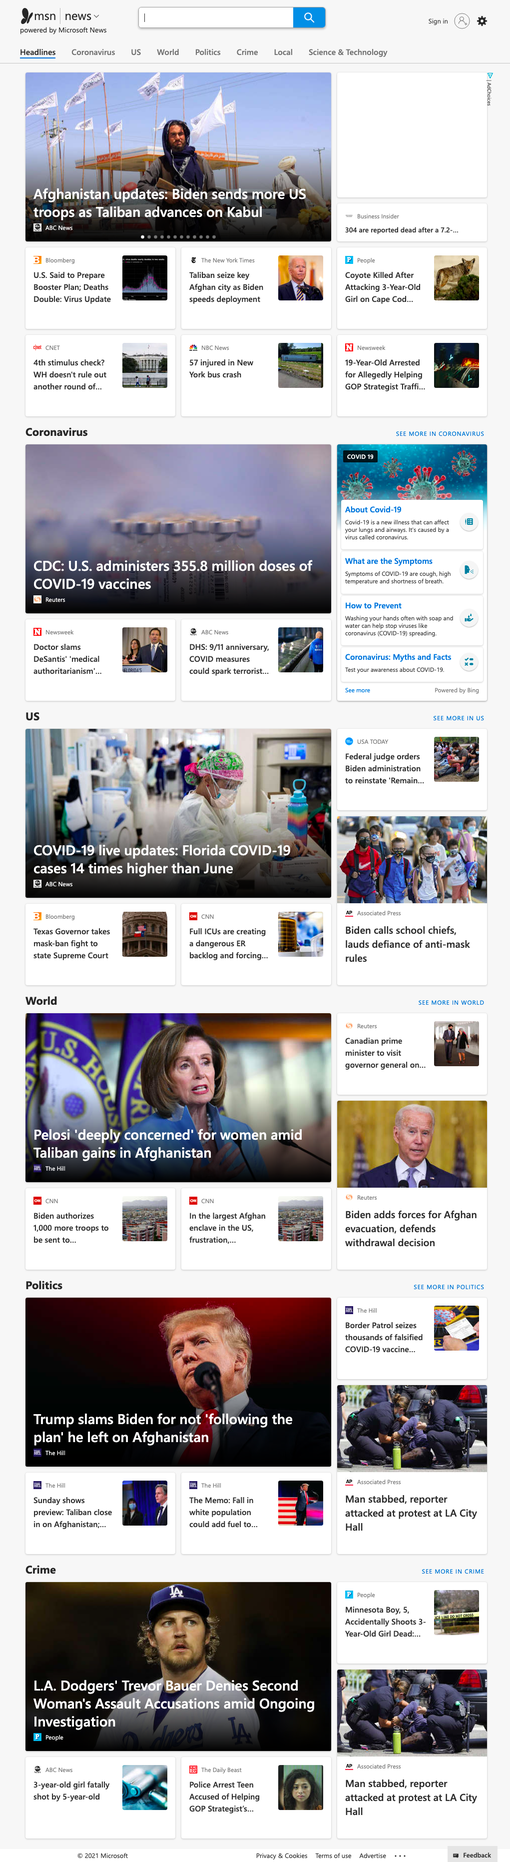 msn | news
powered by Microsoft News
Sign in
Headlines Coronavirus US World Politics Crime Local Science & Technology
AdChoices
Afghanistan updates: Biden sends more US
troops as Taliban advances on Kabul
ABC News
Business Insider
304 are reported dead after a 7.2-...
Bloomberg
U.S. Said to Prepare
Booster Plan; Deaths
Double: Virus Update
The New York Times
Taliban seize key
Afghan city as Biden
speeds deployment
People
Coyote Killed After
Attacking 3-Year-Old
Girl on Cape Cod...
CNET
4th stimulus check?
WH doesn't rule out
another round of...
NBC News
57 injured in New
York bus crash
Newsweek
19-Year-Old Arrested
for Allegedly Helping
GOP Strategist Traffi...
Coronavirus
SEE MORE IN CORONAVIRUS
CDC: U.S. administers 355.8 million doses of
COVID-19 vaccines
Reuters
COVID 19
About Covid-19
Covid-19 is a new illness that can affect
your lungs and airways. It's caused by a
virus called coronavirus.
What are the Symptoms
Symptoms of COVID-19 are cough, high
temperature and shortness of breath.
How to Prevent
Washing your hands often with soap and
water can help stop viruses like
coronavirus (COVID-19) spreading.
Coronavirus: Myths and Facts
Test your awareness about COVID-19.
See more
Powered by Bing
Newsweek
Doctor slams
DeSantis' 'medical
authoritarianism'...
ABC News
DHS: 9/11 anniversary,
COVID measures
could spark terrorist...
US
SEE MORE IN US
COVID-19 live updates: Florida COVID-19
cases 14 times higher than June
ABC News
USA TODAY
Federal judge orders
Biden administration
to reinstate 'Remain...
Associated Press
Biden calls school chiefs,
lauds defiance of anti-mask
rules
Bloomberg
Texas Governor takes
mask-ban fight to
state Supreme Court
CNN
Full ICUs are creating
a dangerous ER
backlog and forcing...
World
SEE MORE IN WORLD
Pelosi 'deeply concerned' for women amid
Taliban gains in Afghanistan
The Hill
Reuters
Canadian prime
minister to visit
governor general on...
Reuters
Biden adds forces for Afghan
evacuation, defends
withdrawal decision
CNN
Biden authorizes
1,000 more troops to
be sent to...
CNN
In the largest Afghan
enclave in the US,
frustration,...
Politics
SEE MORE IN POLITICS
Trump slams Biden for not 'following the
plan' he left on Afghanistan
The Hill
The Hill
Border Patrol seizes
thousands of falsified
COVID-19 vaccine...
Associated Press
Man stabbed, reporter
attacked at protest at LA City
Hall
The Hill
Sunday shows
preview: Taliban close
in on Afghanistan;...
The Hill
The Memo: Fall in
white population
could add fuel to...
Crime
SEE MORE IN CRIME
L.A. Dodgers' Trevor Bauer Denies Second
Woman's Assault Accusations amid Ongoing
Investigation
People
People
Minnesota Boy, 5,
Accidentally Shoots 3-
Year-Old Girl Dead:...
Associated Press
Man stabbed, reporter
attacked at protest at LA City
Hall
ABC News
3-year-old girl fatally
shot by 5-year-old
The Daily Beast
Police Arrest Teen
Accused of Helping
GOP Strategist's...
© 2021 Microsoft
Privacy & Cookies Terms of use Advertise ...
Feedback